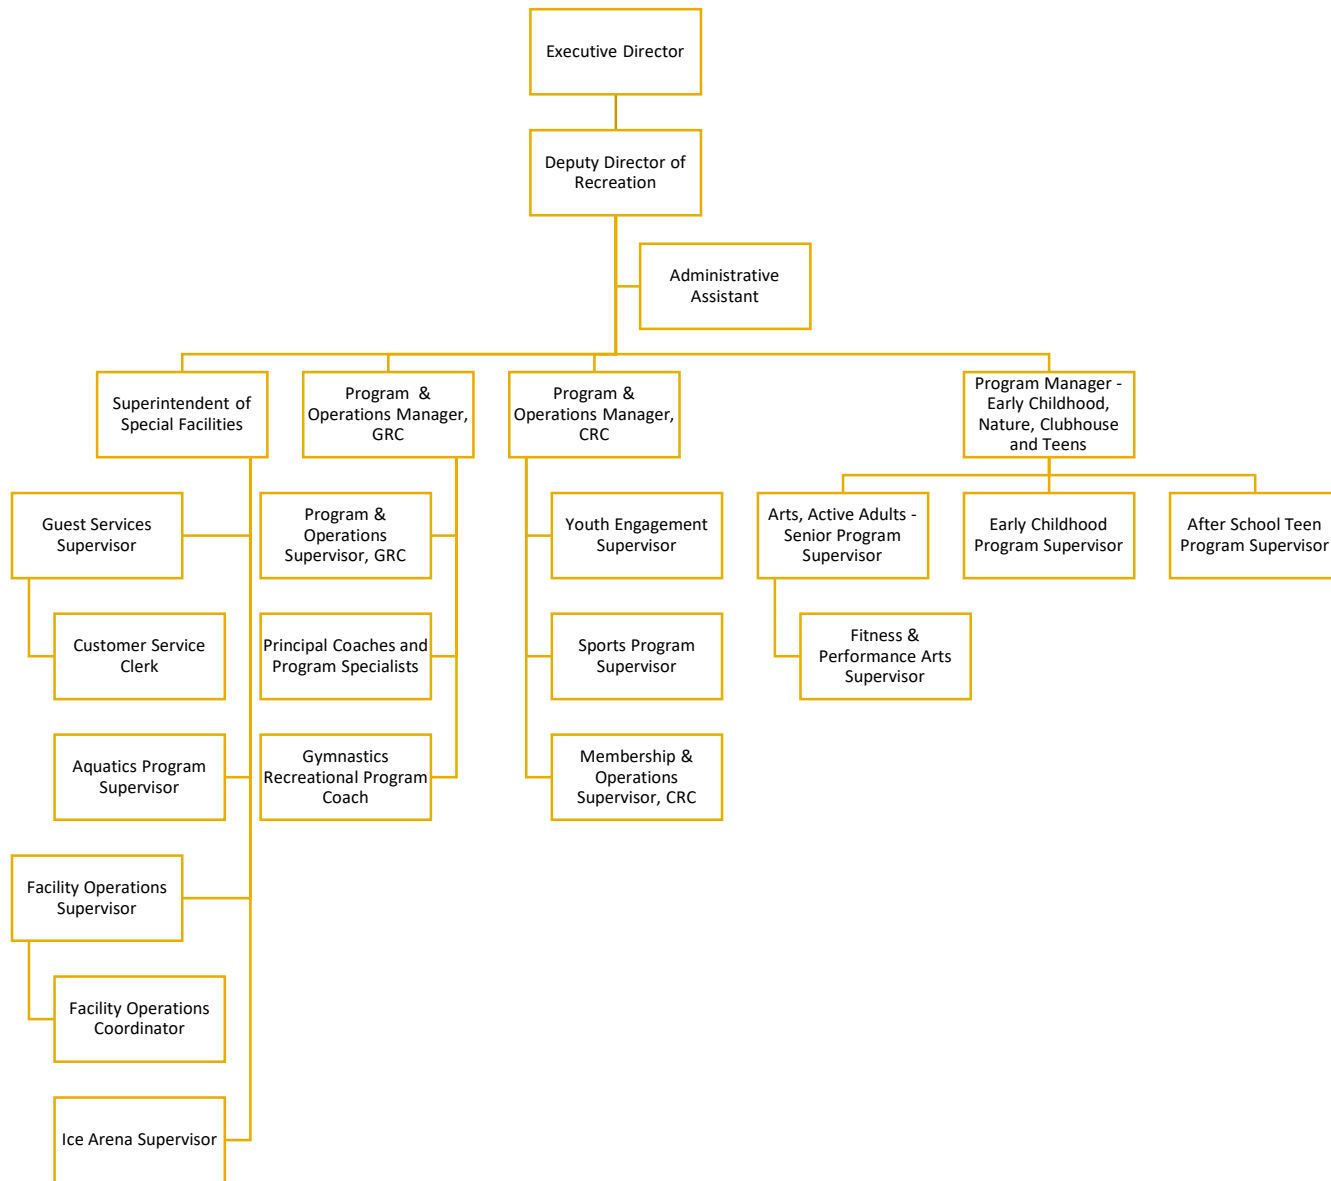 Executive Director
Deputy Director of
Recreation
Administrative
Assistant
Superintendent of
Special Facilities
Program & 
Operations Manager,
GRC
Program &
Operations Manager,
CRC
Program Manager -
Early Childhood,
Nature, Clubhouse
and Teens
Guest Services
Supervisor
Customer Service
Clerk
Aquatics Program
Supervisor
Facility Operations
Supervisor
Facility Operations
Coordinator
Ice Arena Supervisor
Program &
Operations
Supervisor, GRC
Principal Coaches and
Program Specialists
Gymnastics
Recreational Program
Coach
Youth Engagement
Supervisor
Sports Program
Supervisor
Membership &
Operations
Supervisor, CRC
Arts, Active Adults -
Senior Program
Supervisor
Fitness &
Performance Arts
Supervisor
Early Childhood
Program Supervisor
After School Teen
Program Supervisor